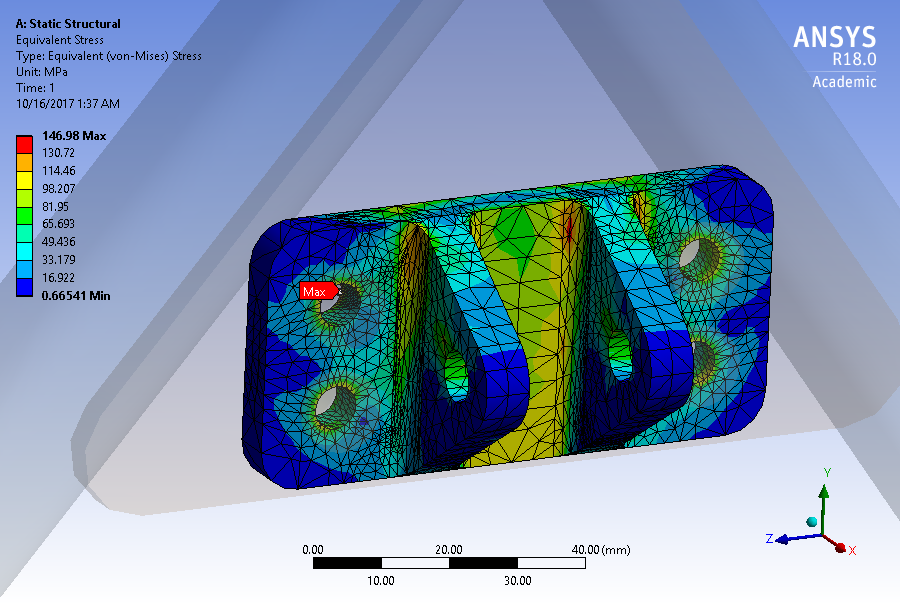 A: Static Structural
Equivalent Stress
Type: Equivalent (von-Mises) Stress
Unit: MPa
Time: 1
10/16/2017 1:37 AM
146.98 Max
130.72
114.46
98.207
81.95
65.693
49.436
33.179
16.922
0.66541 Min
ANSYS
R18.0
Academic
Max
0.00 20.00 40.00 (mm)
10.00 30.00
Y
Z
X